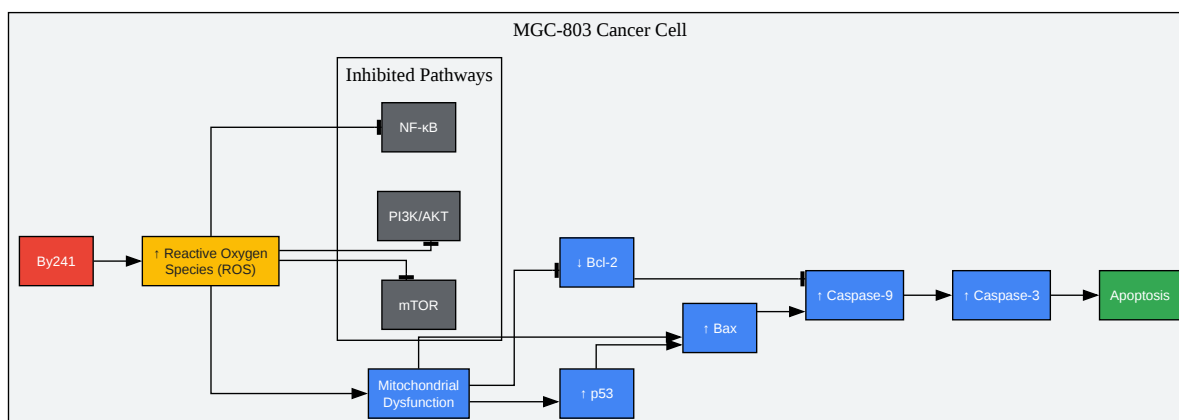 MGC-803 Cancer Cell
Inhibited Pathways
NF-κB
PI3K/AKT
By241
↑ Reactive Oxygen
Species (ROS)
mTOR
↓ Bcl-2
↑ Caspase-9
↑ Caspase-3
Apoptosis
↑ Bax
Mitochondrial
Dysfunction
↑ p53